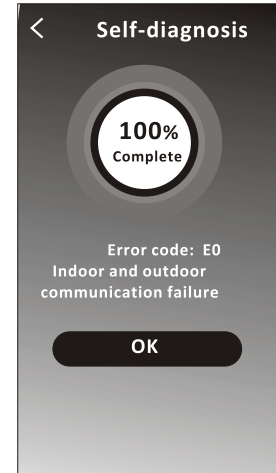 Self-diagnosis
100%
Complete
Error code: E0
Indoor and outdoor
communication failure
OK